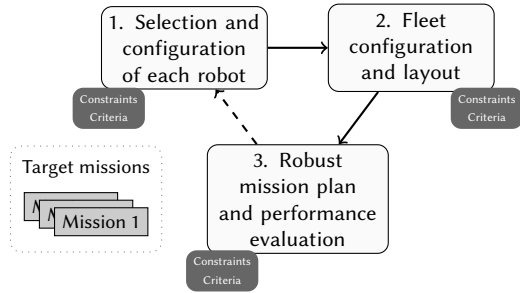 1. Selection and
configuration
of each robot
2. Fleet
configuration
and layout
Constraints
Criteria
Constraints
Criteria
3. Robust
mission plan
and performance
evaluation
Constraints
Criteria
Target missions
Mission 1